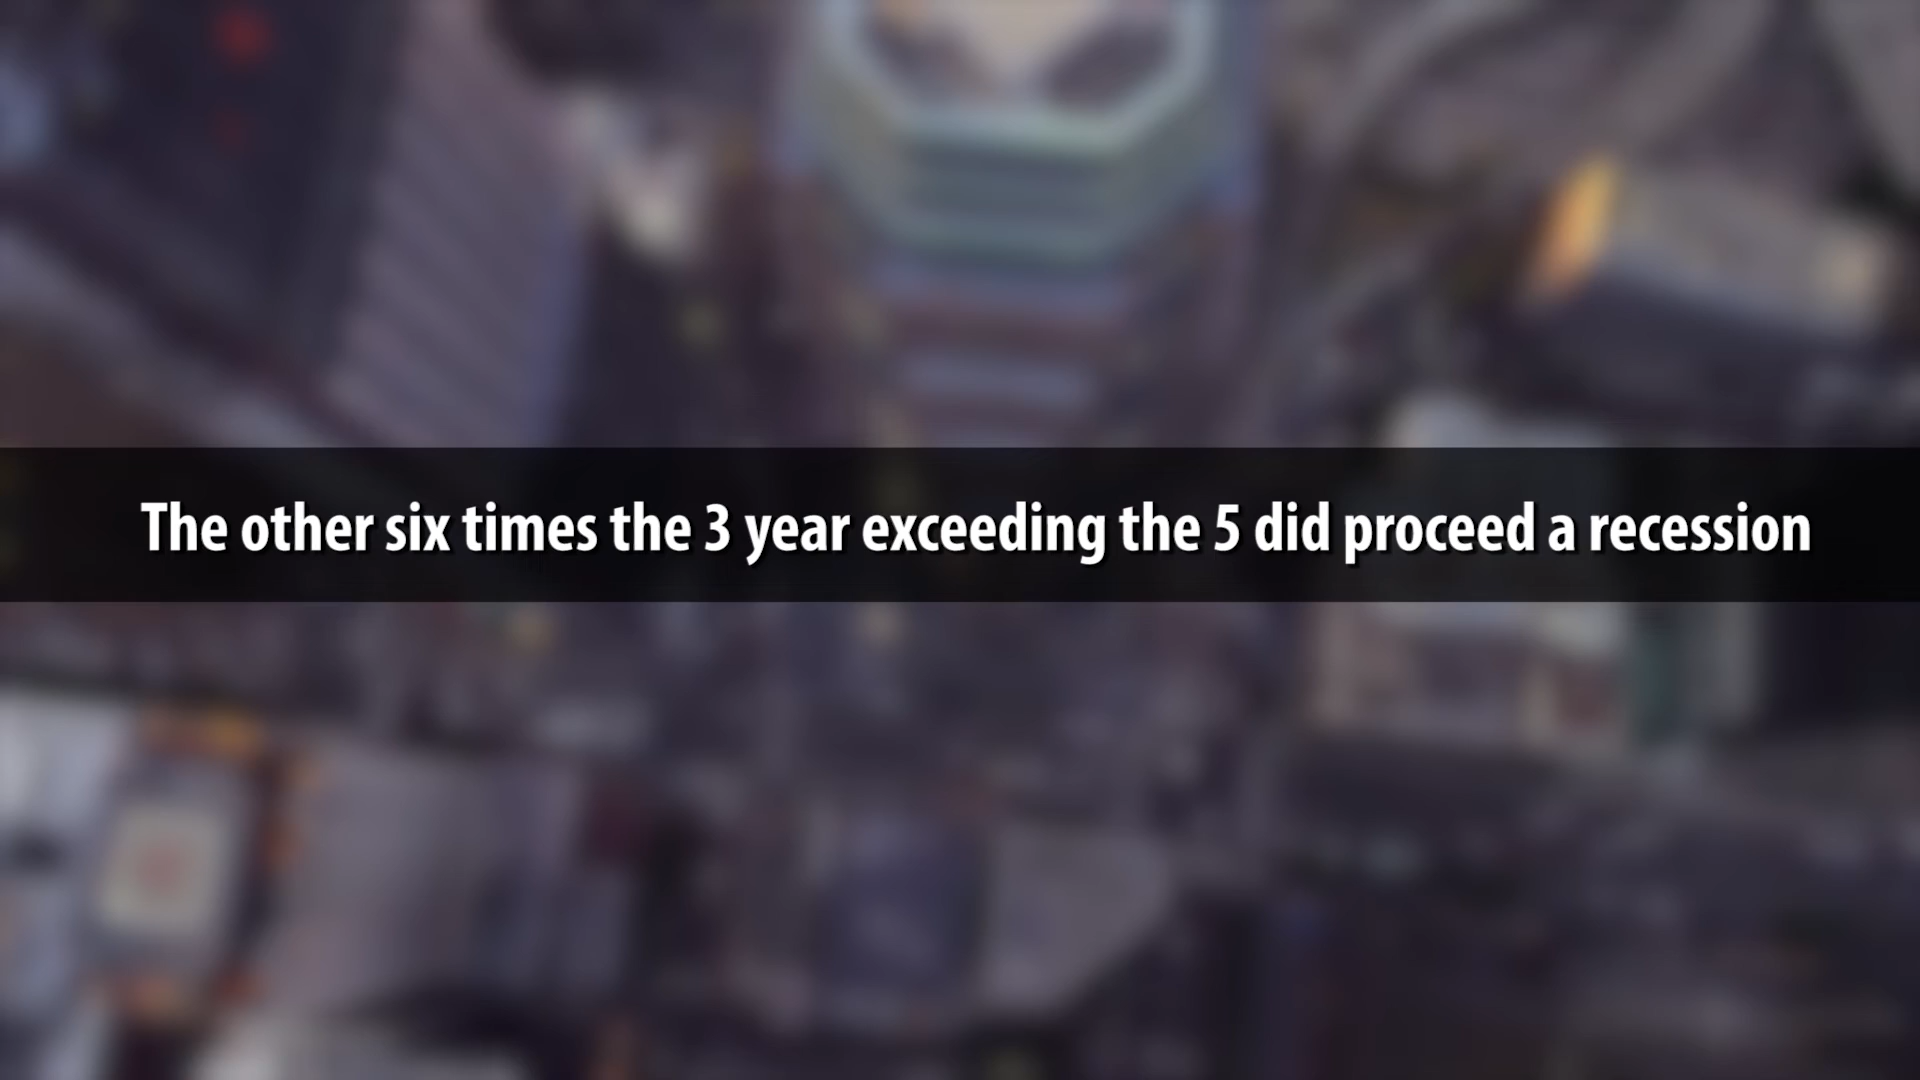 The other six times the 3 year exceeding the 5 did proceed a recession